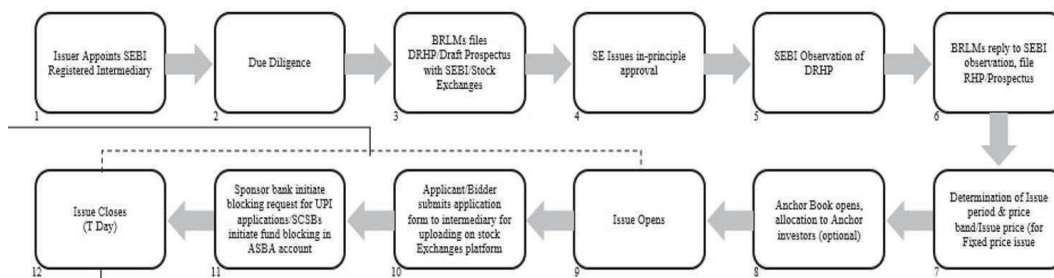 Issuer Appoints SEBI
Registered Intermediary
1
Due Diligence
2
BRLMs files
DRHP/Draft Prospectus
with SEBI/Stock
Exchanges
3
SE Issues in-principle
approval
4
SEBI Observation of
DRHP
5
BRLMs reply to SEBI
observation, file
RHP/Prospectus
6
Determination of Issue
period & price
band/Issue price (for
Fixed price issue
7
Anchor Book opens,
allocation to Anchor
investors (optional)
8
Issue Opens
9
Applicant/Bidder
submits application
form to intermediary for
uploading on stock
Exchanges platform
10
Sponsor bank initiate
blocking request for UPI
applications/SCSBs
initiate fund blocking in
ASBA account
11
Issue Closes
(T Day)
12